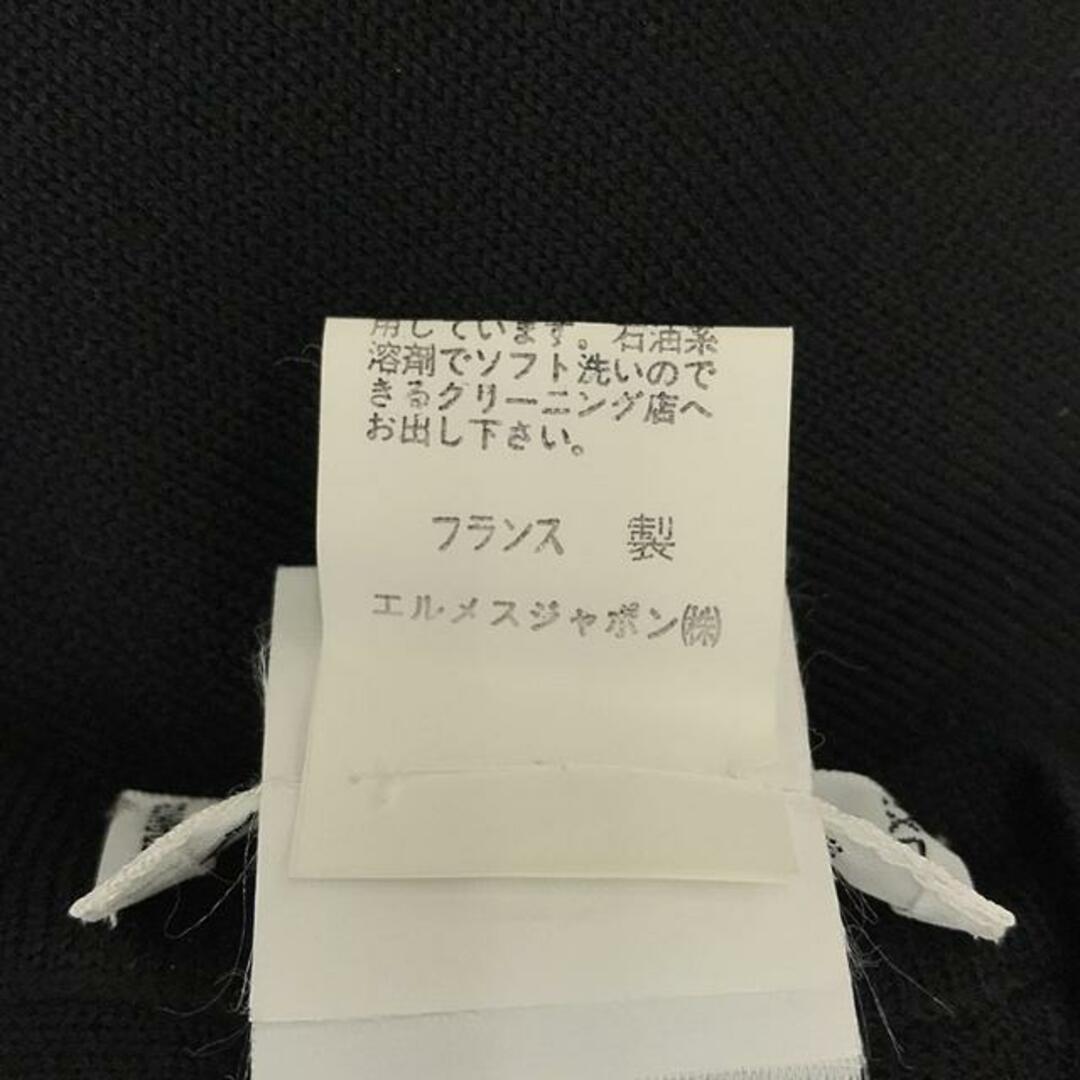 用しています。石油系
溶剤でソフト洗いので
きるクリーニング店へ
お出し下さい。
フランス 製
エルメスジャポン㈱